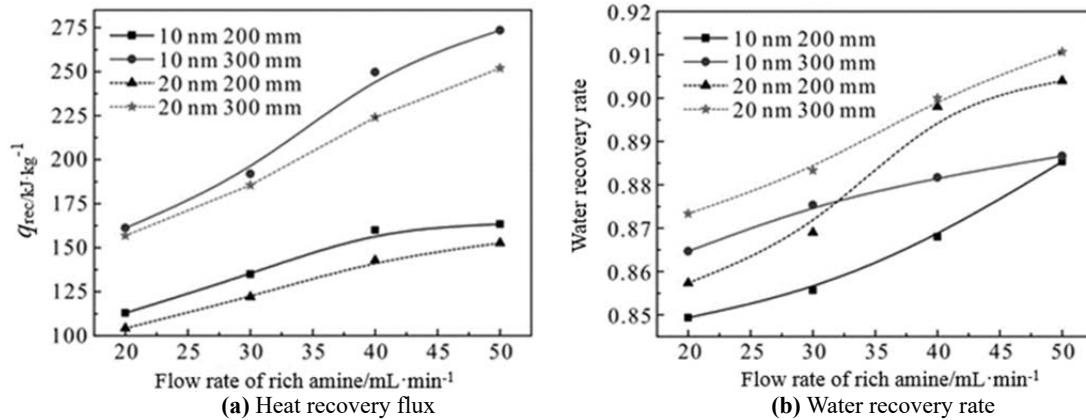 275
250
225
200
175
150
125
100
q_rec/kJ·kg⁻¹
10 nm 200 mm
10 nm 300 mm
20 nm 200 mm
20 nm 300 mm
20 25 30 35 40 45 50
Flow rate of rich amine/mL·min⁻¹
(a) Heat recovery flux
0.92
0.91
0.90
0.89
0.88
0.87
0.86
0.85
Water recovery rate
10 nm 200 mm
10 nm 300 mm
20 nm 200 mm
20 nm 300 mm
20 25 30 35 40 45 50
Flow rate of rich amine/mL·min⁻¹
(b) Water recovery rate